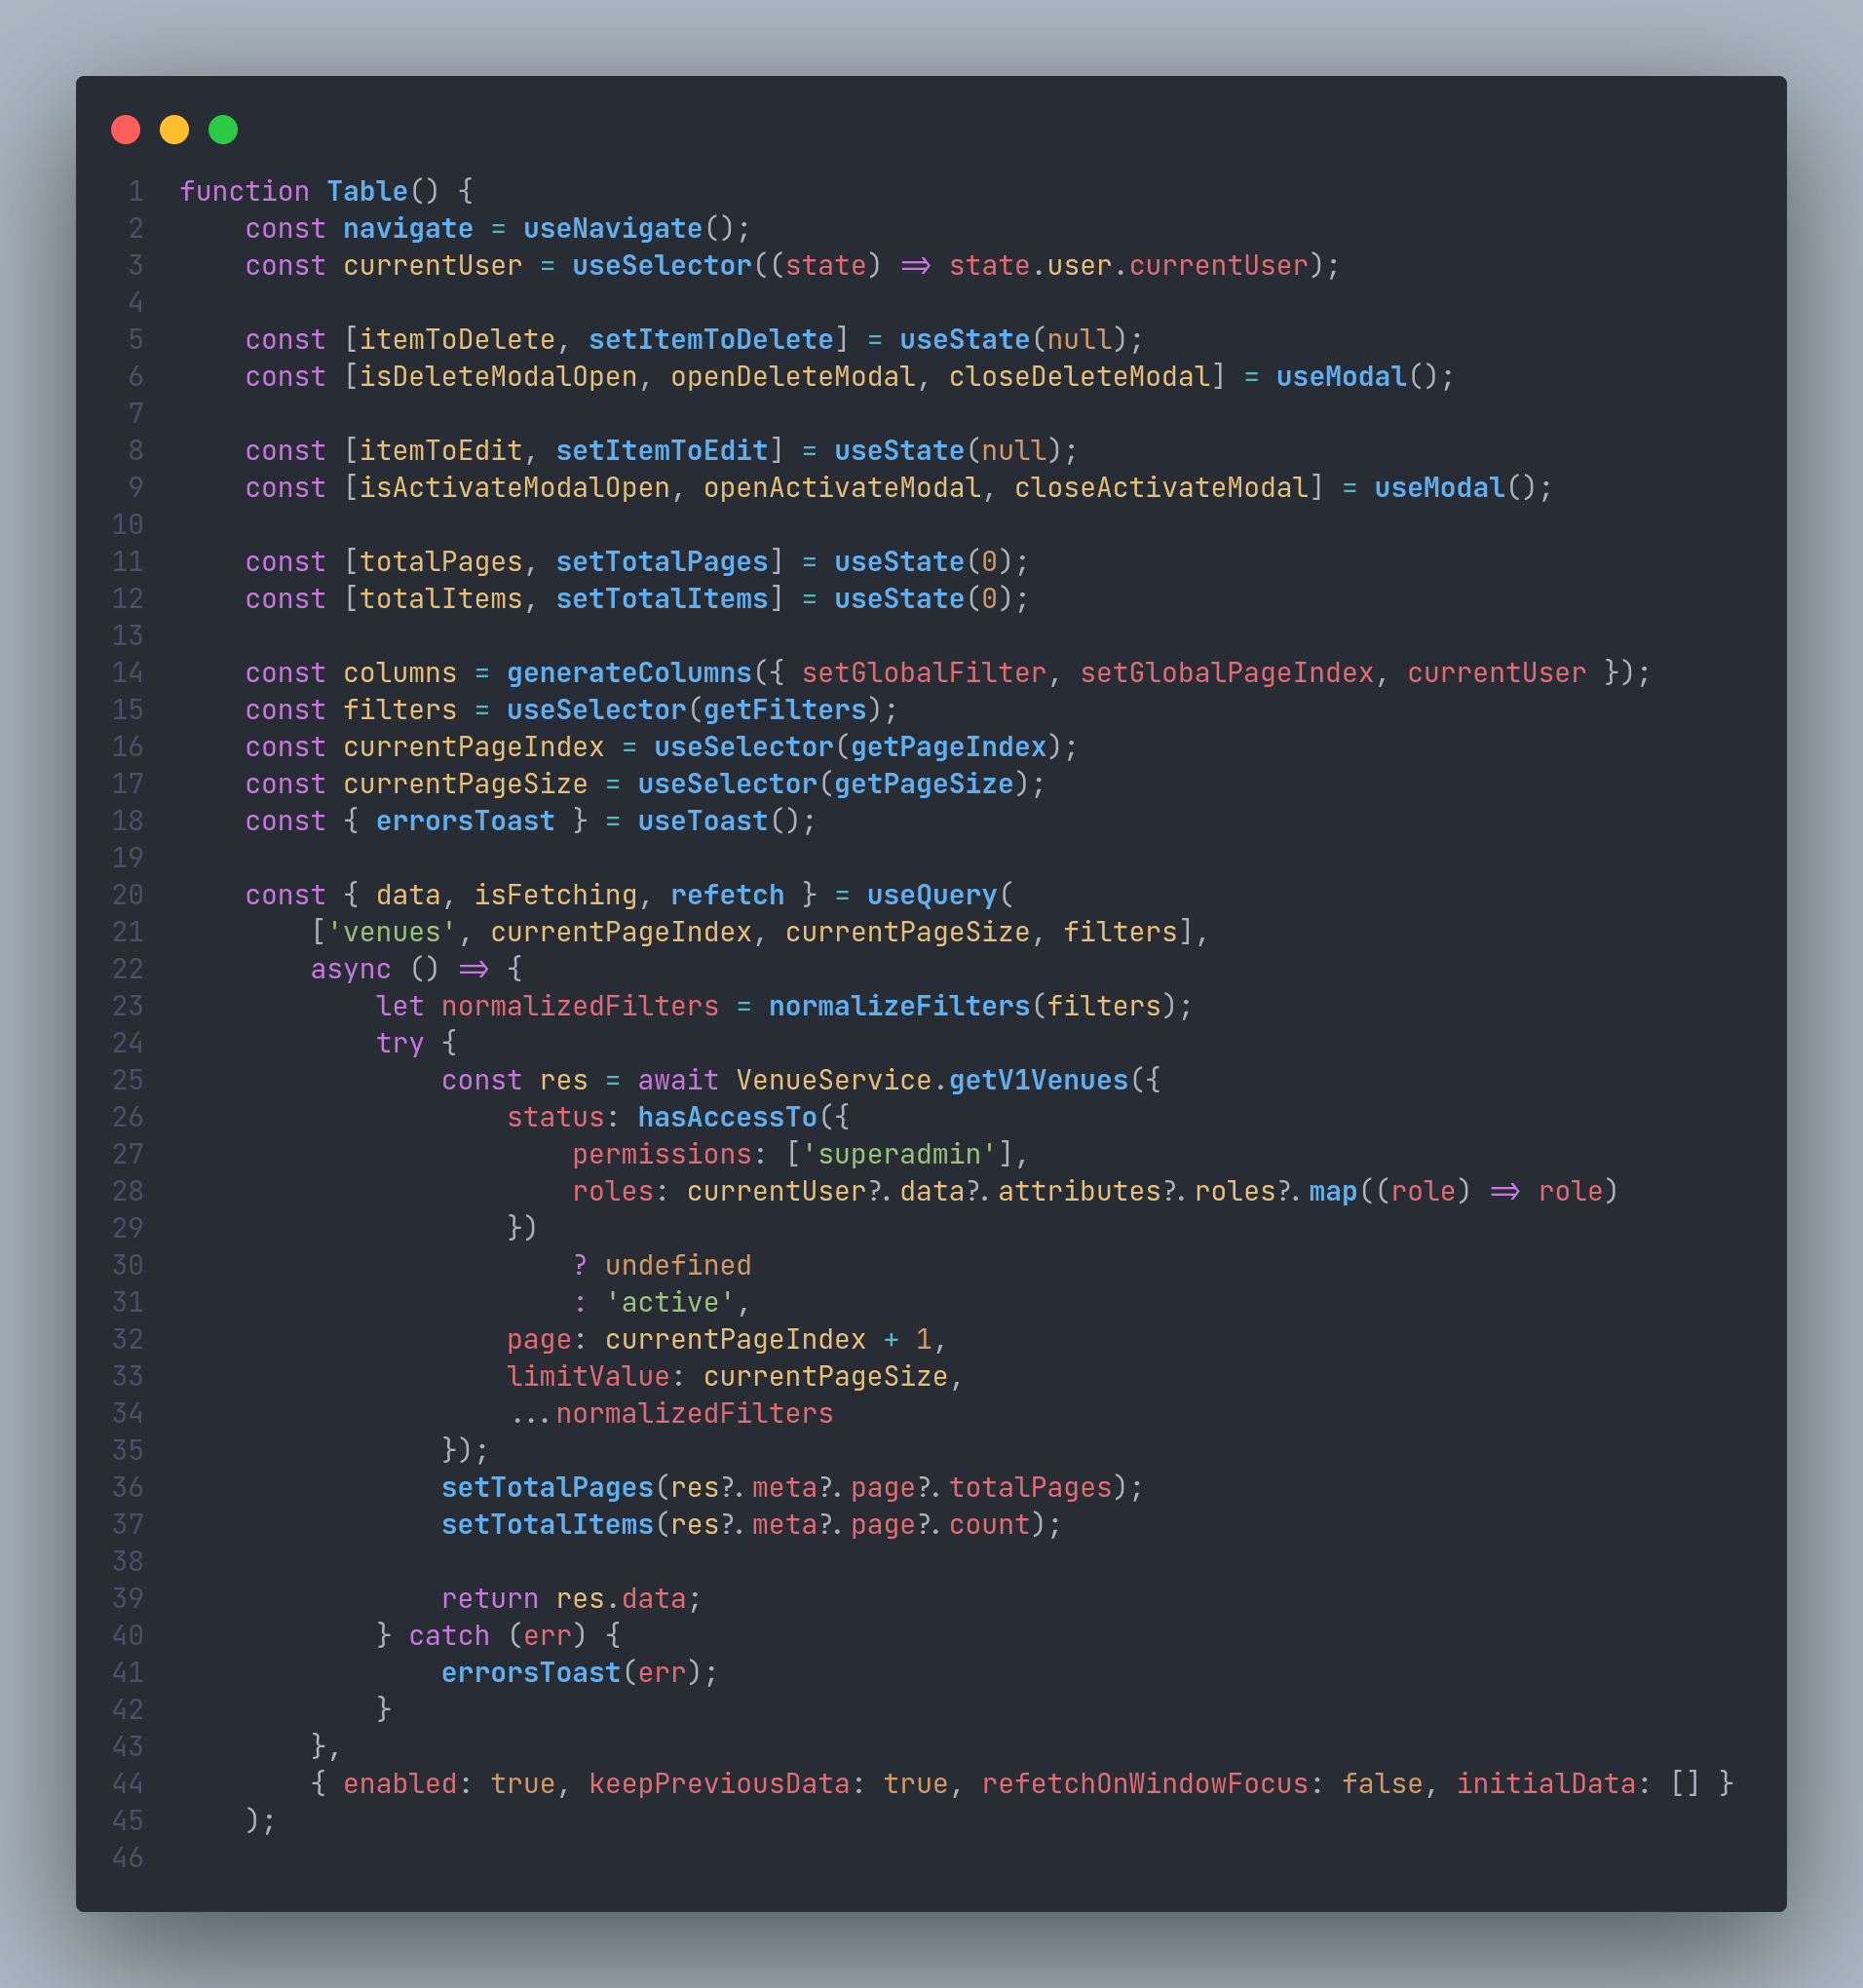 1 function Table() {
2     const navigate = useNavigate();
3     const currentUser = useSelector((state) => state.user.currentUser);
4
5     const [itemToDelete, setItemToDelete] = useState(null);
6     const [isDeleteModalOpen, openDeleteModal, closeDeleteModal] = useModal();
7
8     const [itemToEdit, setItemToEdit] = useState(null);
9     const [isActivateModalOpen, openActivateModal, closeActivateModal] = useModal();
10
11     const [totalPages, setTotalPages] = useState(0);
12     const [totalItems, setTotalItems] = useState(0);
13
14     const columns = generateColumns({ setGlobalFilter, setGlobalPageIndex, currentUser });
15     const filters = useSelector(getFilters);
16     const currentPageIndex = useSelector(getPageIndex);
17     const currentPageSize = useSelector(getPageSize);
18     const { errorsToast } = useToast();
19
20     const { data, isFetching, refetch } = useQuery(
21         ['venues', currentPageIndex, currentPageSize, filters],
22         async () => {
23             let normalizedFilters = normalizeFilters(filters);
24             try {
25                 const res = await VenueService.getV1Venues({
26                     status: hasAccessTo({
27                         permissions: ['superadmin'],
28                         roles: currentUser?.data?.attributes?.roles?.map((role) => role)
29                     })
30                         ? undefined
31                         : 'active',
32                     page: currentPageIndex + 1,
33                     limitValue: currentPageSize,
34                     ...normalizedFilters
35                 });
36                 setTotalPages(res?.meta?.page?.totalPages);
37                 setTotalItems(res?.meta?.page?.count);
38
39                 return res.data;
40             } catch (err) {
41                 errorsToast(err);
42             }
43         },
44         { enabled: true, keepPreviousData: true, refetchOnWindowFocus: false, initialData: [] }
45     );
46